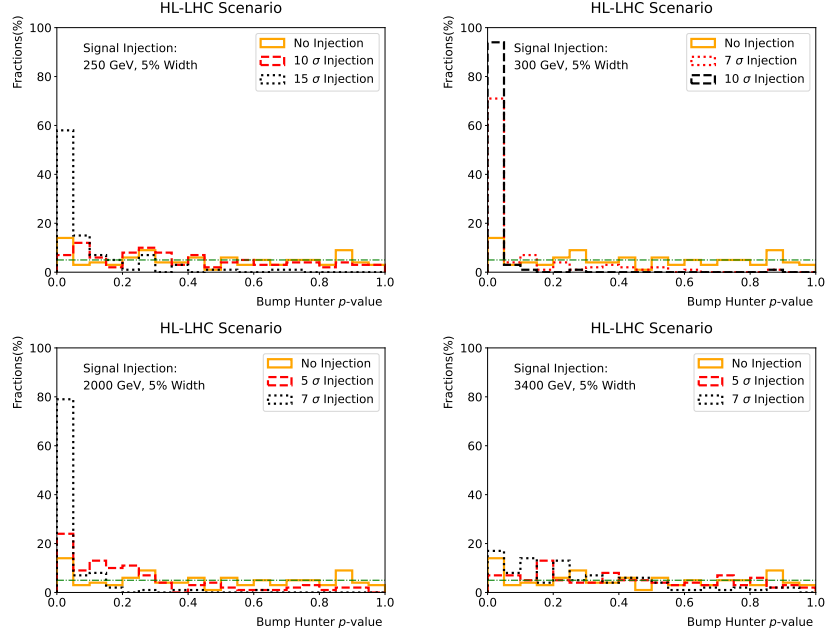 HL-LHC Scenario
Fractions(%)
100
80
60
40
20
0
Signal Injection:
250 GeV, 5% Width
No Injection
10 σ Injection
15 σ Injection
0.0 0.2 0.4 0.6 0.8 1.0
Bump Hunter p-value
HL-LHC Scenario
Fractions(%)
100
80
60
40
20
0
Signal Injection:
300 GeV, 5% Width
No Injection
7 σ Injection
10 σ Injection
0.0 0.2 0.4 0.6 0.8 1.0
Bump Hunter p-value
HL-LHC Scenario
Fractions(%)
100
80
60
40
20
0
Signal Injection:
2000 GeV, 5% Width
No Injection
5 σ Injection
7 σ Injection
0.0 0.2 0.4 0.6 0.8 1.0
Bump Hunter p-value
HL-LHC Scenario
Fractions(%)
100
80
60
40
20
0
Signal Injection:
3400 GeV, 5% Width
No Injection
5 σ Injection
7 σ Injection
0.0 0.2 0.4 0.6 0.8 1.0
Bump Hunter p-value